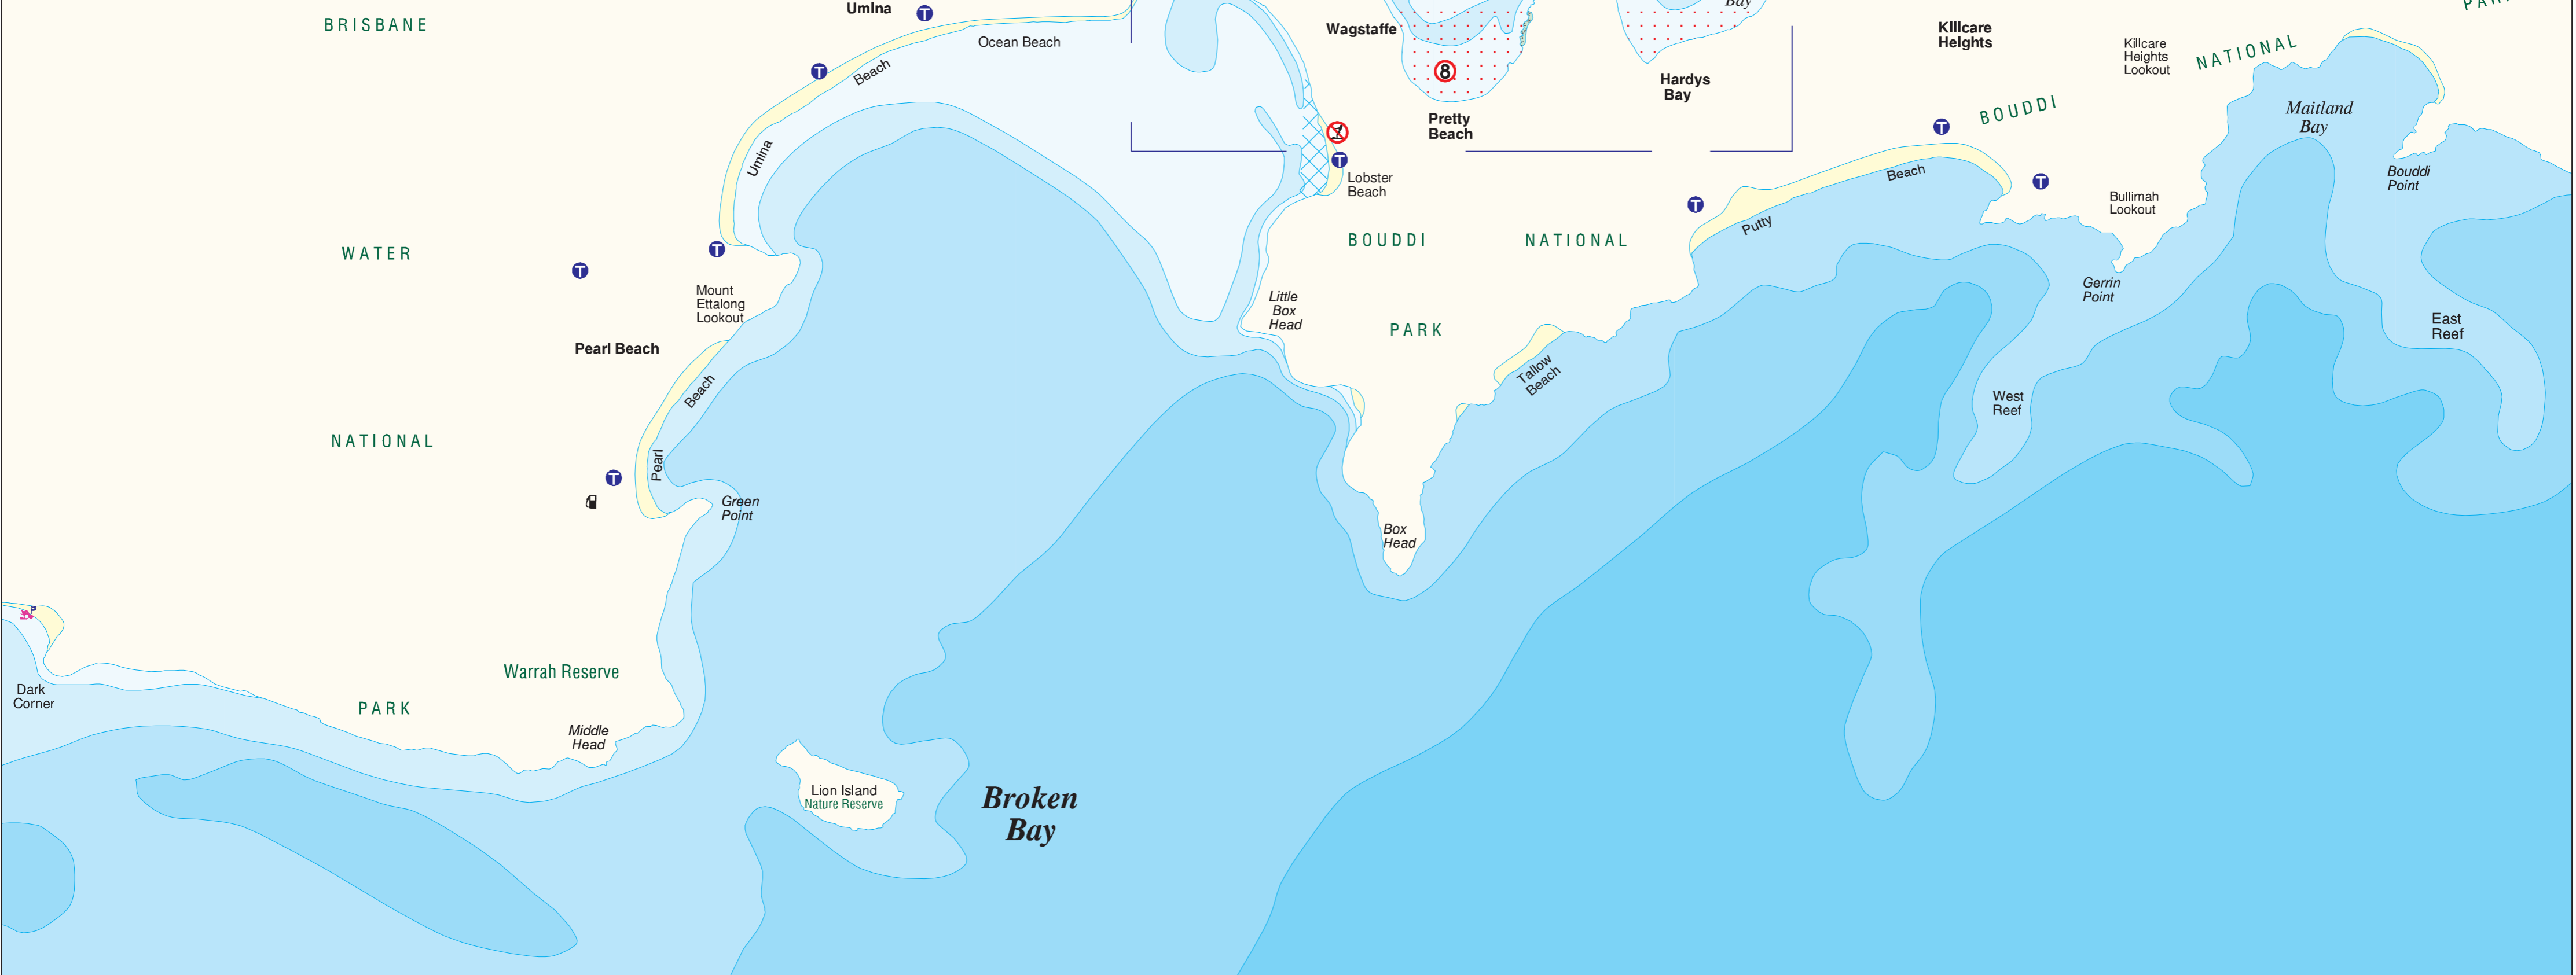 BRISBANE
WATER
NATIONAL
PARK
Umina
T
Ocean Beach
T
Umina Beach
T
T
Mount
Ettalong
Lookout
Pearl Beach
Pearl Beach
T
Green
Point
P
Dark
Corner
Warrah Reserve
Middle
Head
Lion Island
Nature Reserve
Broken
Bay
Wagstaffe
8
Bay
Pretty
Beach
Hardys
Bay
T
Lobster
Beach
BOUDDI NATIONAL
PARK
Little
Box
Head
Box
Head
Tallow
Beach
T
Putty Beach
T
T
Killcare
Heights
Killcare
Heights
Lookout
BOUDDI NATIONAL
Maitland
Bay
Bouddi
Point
Bullimah
Lookout
Gerrin
Point
West
Reef
East
Reef